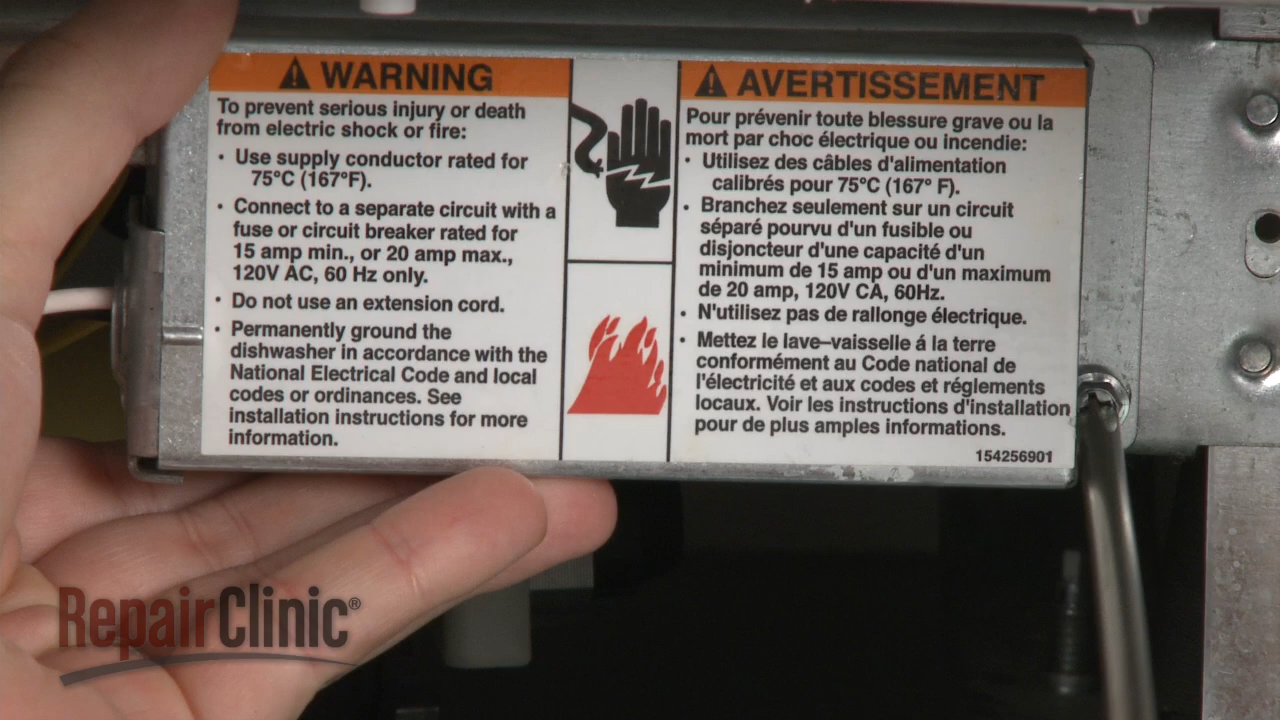 WARNING
To prevent serious injury or death
from electric shock or fire:
· Use supply conductor rated for
75°C (167°F).
· Connect to a separate circuit with a
fuse or circuit breaker rated for
15 amp min., or 20 amp max.,
120V AC, 60 Hz only.
· Do not use an extension cord.
· Permanently ground the
dishwasher in accordance with the
National Electrical Code and local
codes or ordinances. See
installation instructions for more
information.
AVERTISSEMENT
Pour prévenir toute blessure grave ou la
mort par choc électrique ou incendie:
· Utilisez des câbles d'alimentation
calibrés pour 75°C (167° F).
· Branchez seulement sur un circuit
séparé pourvu d'un fusible ou
disjoncteur d'une capacité d'un
minimum de 15 amp ou d'un maximum
de 20 amp, 120V CA, 60Hz.
· N'utilisez pas de rallonge électrique.
· Mettez le lave–vaisselle á la terre
conformément au Code national de
l'électricité et aux codes et réglements
locaux. Voir les instructions d'installation
pour de plus amples informations.
154256901
RepairClinic®